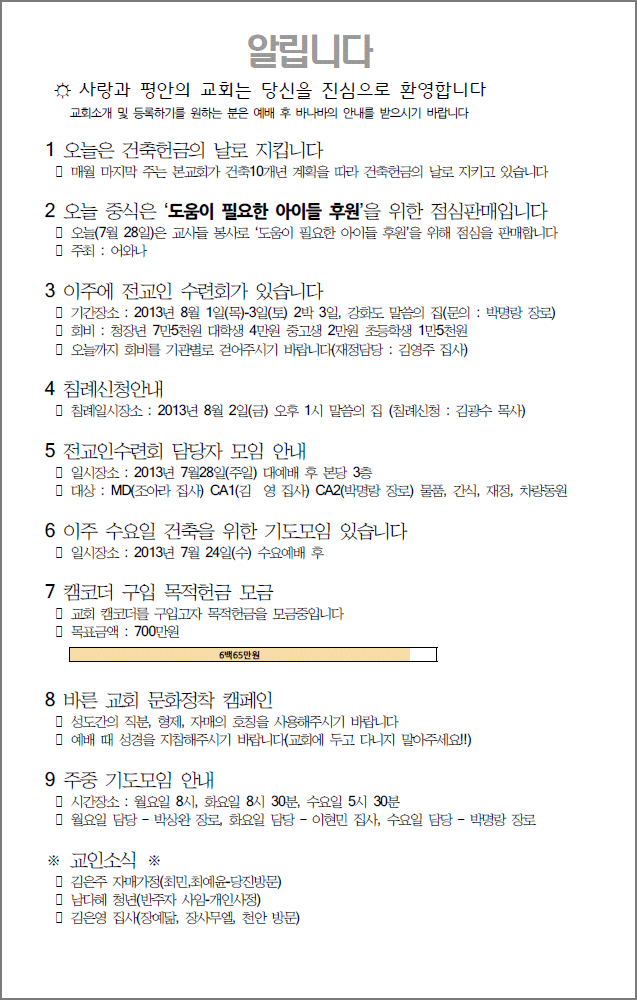 알립니다
☼ 사랑과 평안의 교회는 당신을 진심으로 환영합니다
교회소개 및 등록하기를 원하는 분은 예배 후 바나바의 안내를 받으시기 바랍니다
1 오늘은 건축헌금의 날로 지킵니다
▯ 매월 마지막 주는 본교회가 건축10개년 계획을 따라 건축헌금의 날로 지키고 있습니다
2 오늘 중식은 ‘도움이 필요한 아이들 후원’을 위한 점심판매입니다
▯ 오늘(7월 28일)은 교사들 봉사로 ‘도움이 필요한 아이들 후원’을 위해 점심을 판매합니다
▯ 주최 : 어와나
3 이주에 전교인 수련회가 있습니다
▯ 기간장소 : 2013년 8월 1일(목)-3일(토) 2박 3일, 강화도 말씀의 집(문의 : 박명랑 장로)
▯ 회비 : 청장년 7만5천원 대학생 4만원 중고생 2만원 초등학생 1만5천원
▯ 오늘까지 회비를 기관별로 걷어주시기 바랍니다(재정담당 : 김영주 집사)
4 침례신청안내
▯ 침례일시장소 : 2013년 8월 2일(금) 오후 1시 말씀의 집 (침례신청 : 김광수 목사)
5 전교인수련회 담당자 모임 안내
▯ 일시장소 : 2013년 7월28일(주일) 대예배 후 본당 3층
▯ 대상 : MD(조아라 집사) CA1(김 영 집사) CA2(박명랑 장로) 물품, 간식, 재정, 차량동원
6 이주 수요일 건축을 위한 기도모임 있습니다
▯ 일시장소 : 2013년 7월 24일(수) 수요예배 후
7 캠코더 구입 목적헌금 모금
▯ 교회 캠코더를 구입고자 목적헌금을 모금중입니다
▯ 목표금액 : 700만원
6백65만원
8 바른 교회 문화정착 캠페인
▯ 성도간의 직분, 형제, 자매의 호칭을 사용해주시기 바랍니다
▯ 예배 때 성경을 지참해주시기 바랍니다(교회에 두고 다니지 말아주세요!!)
9 주중 기도모임 안내
▯ 시간장소 : 월요일 8시, 화요일 8시 30분, 수요일 5시 30분
▯ 월요일 담당 - 박상완 장로, 화요일 담당 - 이현민 집사, 수요일 담당 - 박명랑 장로
※ 교인소식 ※
▯ 김은주 자매가정(최민,최예윤-당진방문)
▯ 남다혜 청년(반주자 사임-개인사정)
▯ 김은영 집사(장예닮, 장사무엘, 천안 방문)